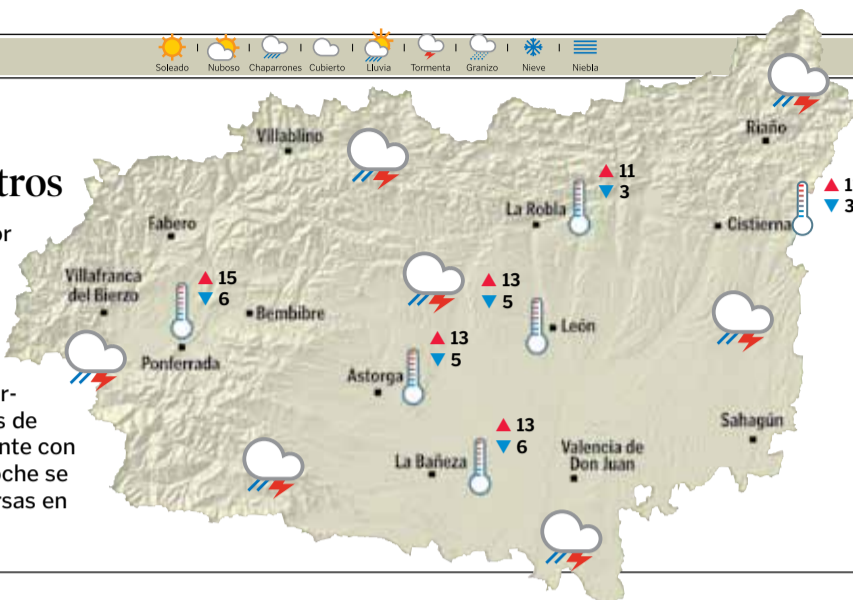 Soleado Nuboso Chaparrones Cubierto Lluvia Tormenta Granizo Nieve Niebla
Villablino
Riaño
11
3
La Robla
Cistierna
3
Fabero
Villafranca
del Bierzo
15
6
Bembibre
Ponferrada
13
5
León
13
5
Astorga
13
6
La Bañeza
Valencia de
Don Juan
Sahagún
s de
nte con
oche se
rsas en